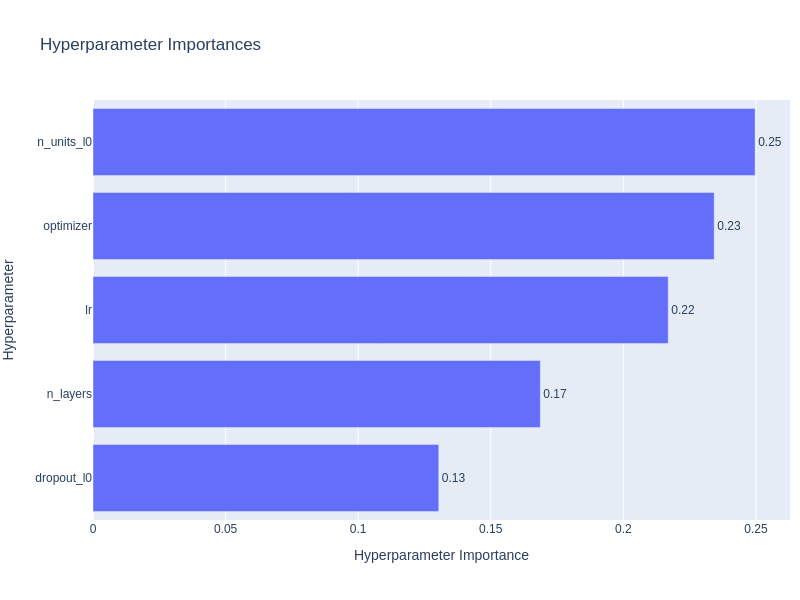 Hyperparameter Importances
Hyperparameter
n_units_l0
0.25
optimizer
0.23
lr
0.22
n_layers
0.17
dropout_l0
0.13
0
0.05
0.1
0.15
0.2
0.25
Hyperparameter Importance